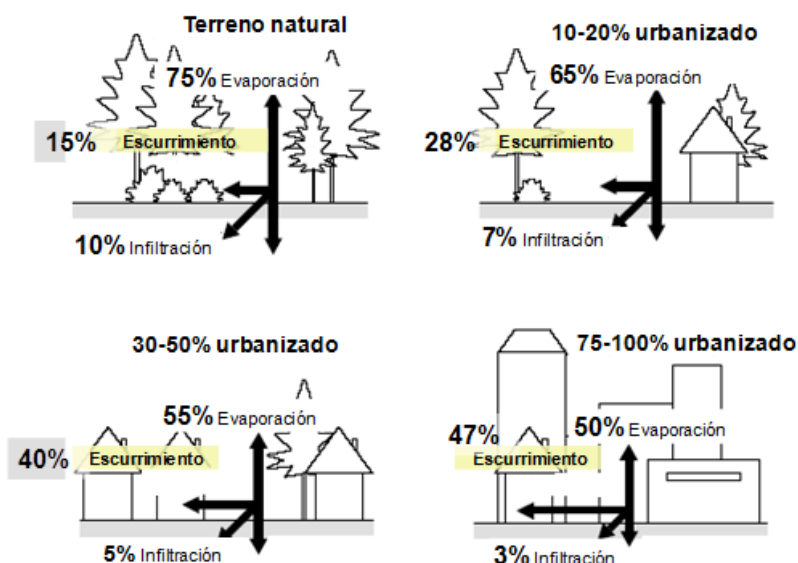 Terreno natural
75% Evaporación
15% Escurrimiento
10% Infiltración
10-20% urbanizado
65% Evaporación
28% Escurrimiento
7% Infiltración
30-50% urbanizado
55% Evaporación
40% Escurrimiento
5% Infiltración
75-100% urbanizado
50% Evaporación
47%
Escurrimiento
3% Infiltración